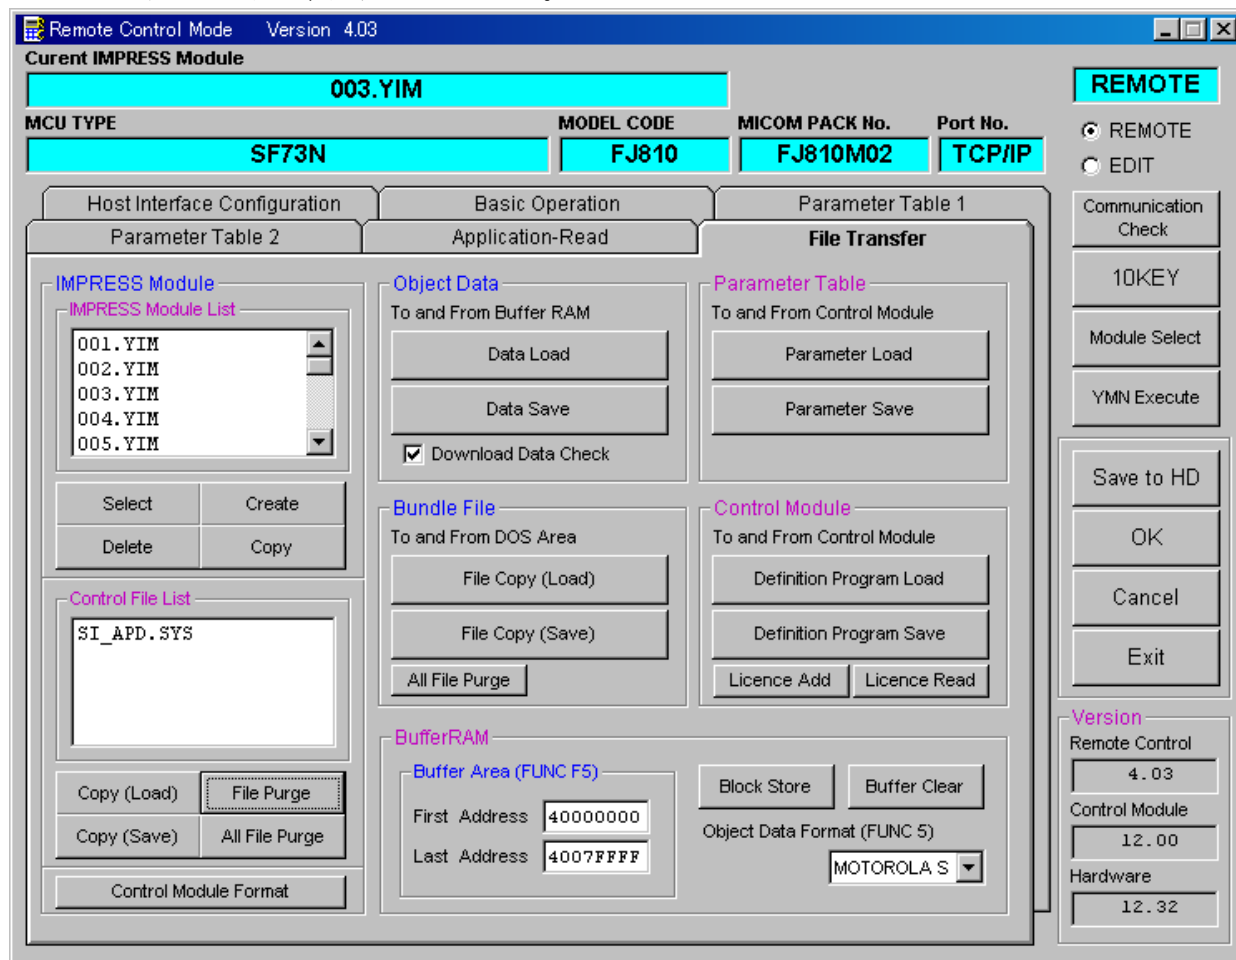 Remote Control Mode Version 4.03
Curent IMPRESS Module
003.YIM
REMOTE
MCU TYPE
MODEL CODE
MICOM PACK No.
Port No.
SF73N
FJ810
FJ810M02
TCP/IP
REMOTE
EDIT
Host Interface Configuration
Basic Operation
Parameter Table 1
Parameter Table 2
Application-Read
File Transfer
IMPRESS Module
IMPRESS Module List
001.YIM
002.YIM
003.YIM
004.YIM
005.YIM
Select
Create
Delete
Copy
Control File List
SI_APD.SYS
Copy (Load)
File Purge
Copy (Save)
All File Purge
Control Module Format
Object Data
To and From Buffer RAM
Data Load
Data Save
Download Data Check
Parameter Table
To and From Control Module
Parameter Load
Parameter Save
Bundle File
To and From DOS Area
File Copy (Load)
File Copy (Save)
All File Purge
Control Module
To and From Control Module
Definition Program Load
Definition Program Save
Licence Add
Licence Read
BufferRAM
Buffer Area (FUNC F5)
First Address 40000000
Last Address 4007FFFF
Block Store
Buffer Clear
Object Data Format (FUNC 5)
MOTOROLA S
Communication
Check
10KEY
Module Select
YMN Execute
Save to HD
OK
Cancel
Exit
Version
Remote Control
4.03
Control Module
12.00
Hardware
12.32